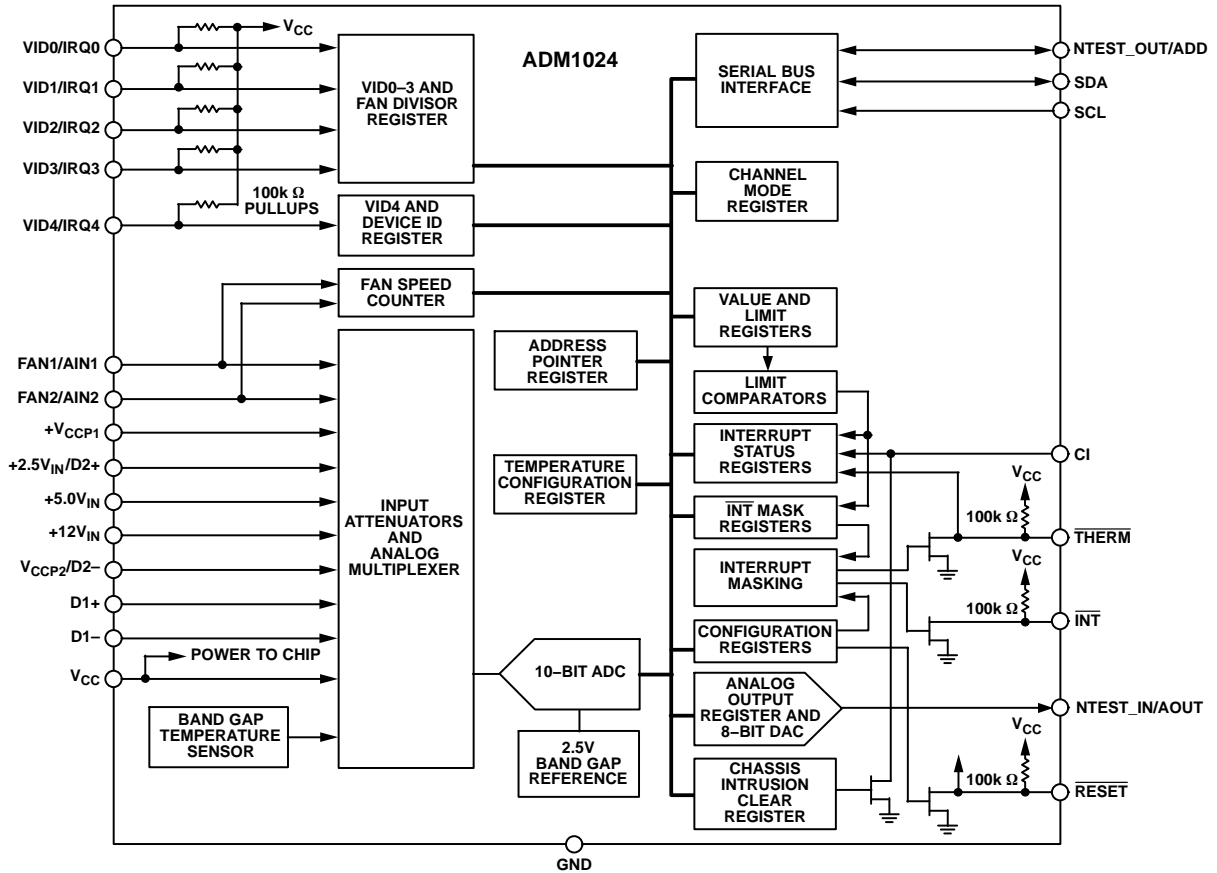 ADM1024
VID0/IRQ0
VID1/IRQ1
VID2/IRQ2
VID3/IRQ3
VID4/IRQ4
VCC
100k Ω
PULLUPS
VID0–3 AND
FAN DIVISOR
REGISTER
VID4 AND
DEVICE ID
REGISTER
FAN SPEED
COUNTER
FAN1/AIN1
FAN2/AIN2
+VCCP1
+2.5VIN/D2+
+5.0VIN
+12VIN
VCCP2/D2–
D1+
D1–
VCC
POWER TO CHIP
BAND GAP
TEMPERATURE
SENSOR
INPUT
ATTENUATORS
AND
ANALOG
MULTIPLEXER
ADDRESS
POINTER
REGISTER
TEMPERATURE
CONFIGURATION
REGISTER
10–BIT ADC
2.5V
BAND GAP
REFERENCE
SERIAL BUS
INTERFACE
CHANNEL
MODE
REGISTER
VALUE AND
LIMIT
REGISTERS
LIMIT
COMPARATORS
INTERRUPT
STATUS
REGISTERS
INT MASK
REGISTERS
INTERRUPT
MASKING
CONFIGURATION
REGISTERS
ANALOG
OUTPUT
REGISTER AND
8–BIT DAC
CHASSIS
INTRUSION
CLEAR
REGISTER
NTEST_OUT/ADD
SDA
SCL
CI
VCC
100k Ω
THERM
VCC
100k Ω
INT
NTEST_IN/AOUT
VCC
100k Ω
RESET
GND